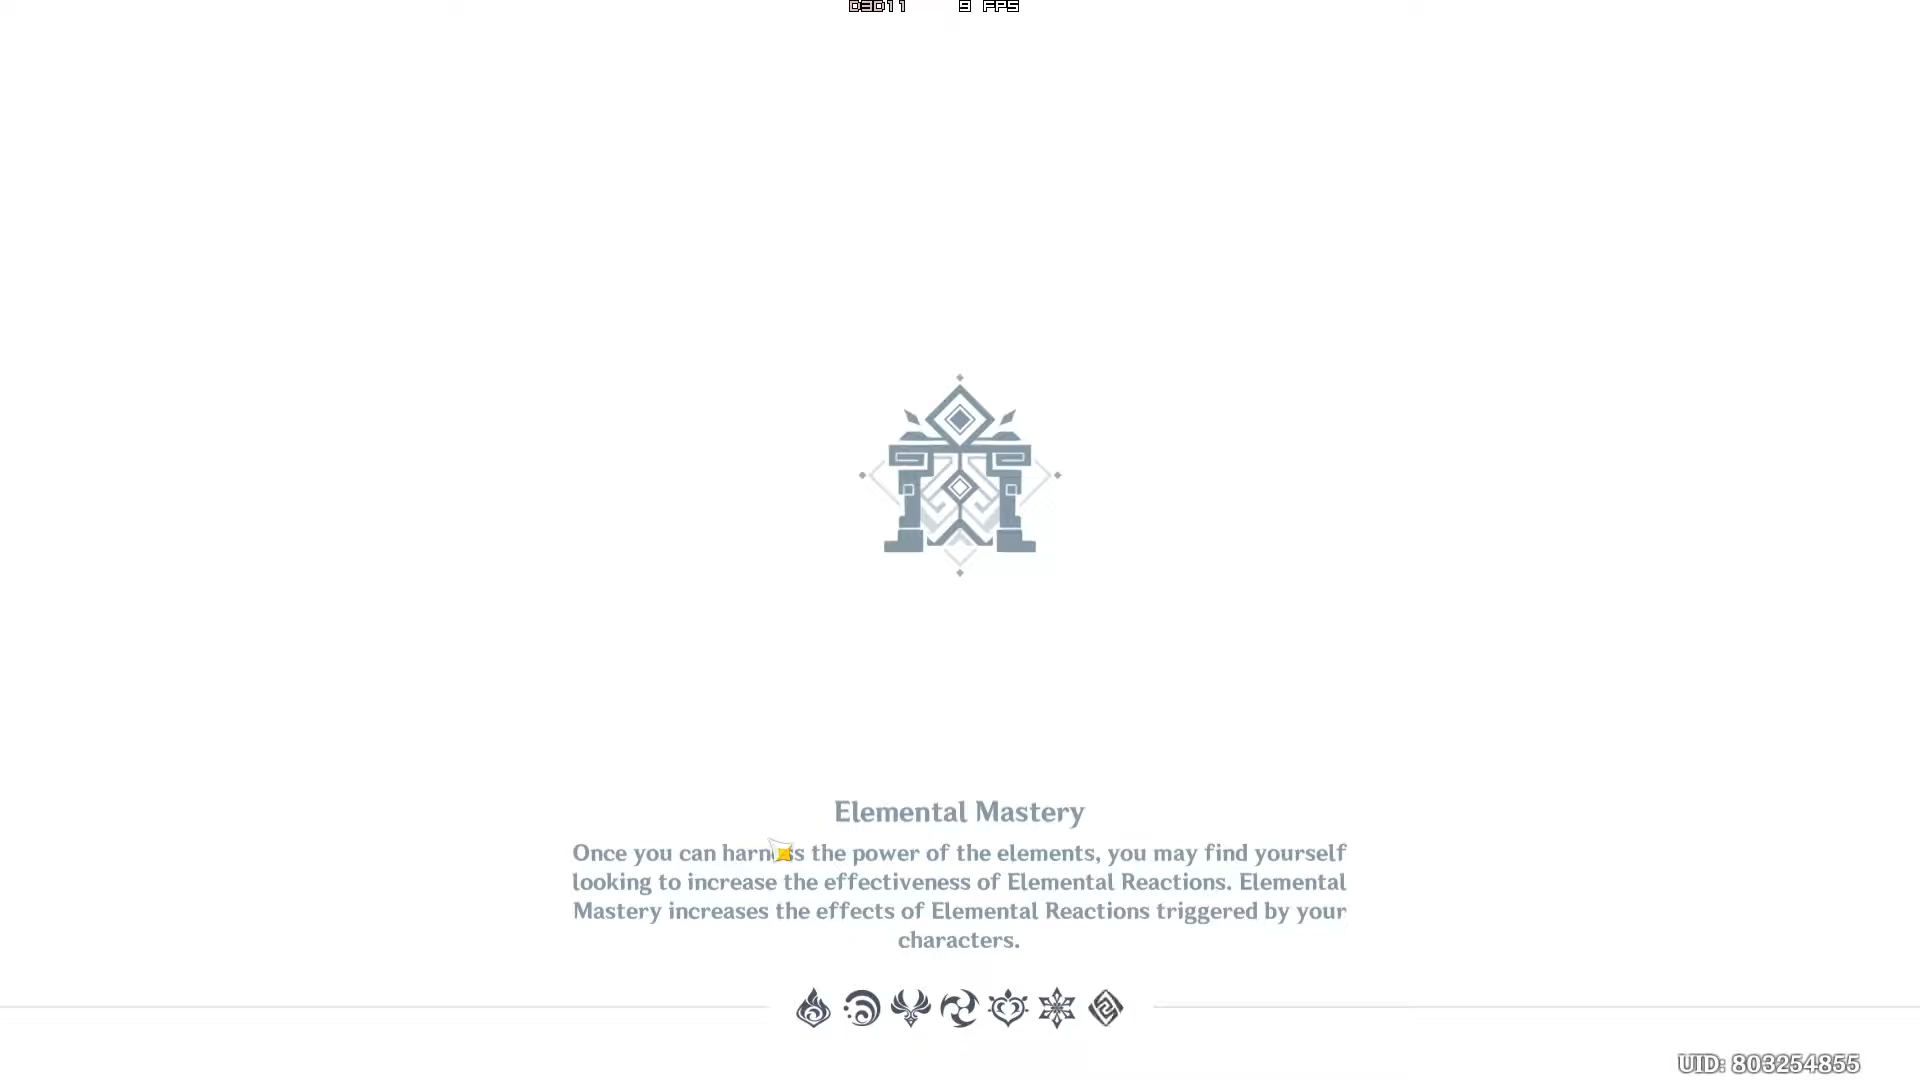 D3D11 9 FPS
Elemental Mastery
Once you can harness the power of the elements, you may find yourself
looking to increase the effectiveness of Elemental Reactions. Elemental
Mastery increases the effects of Elemental Reactions triggered by your
characters.
UID: 803254855